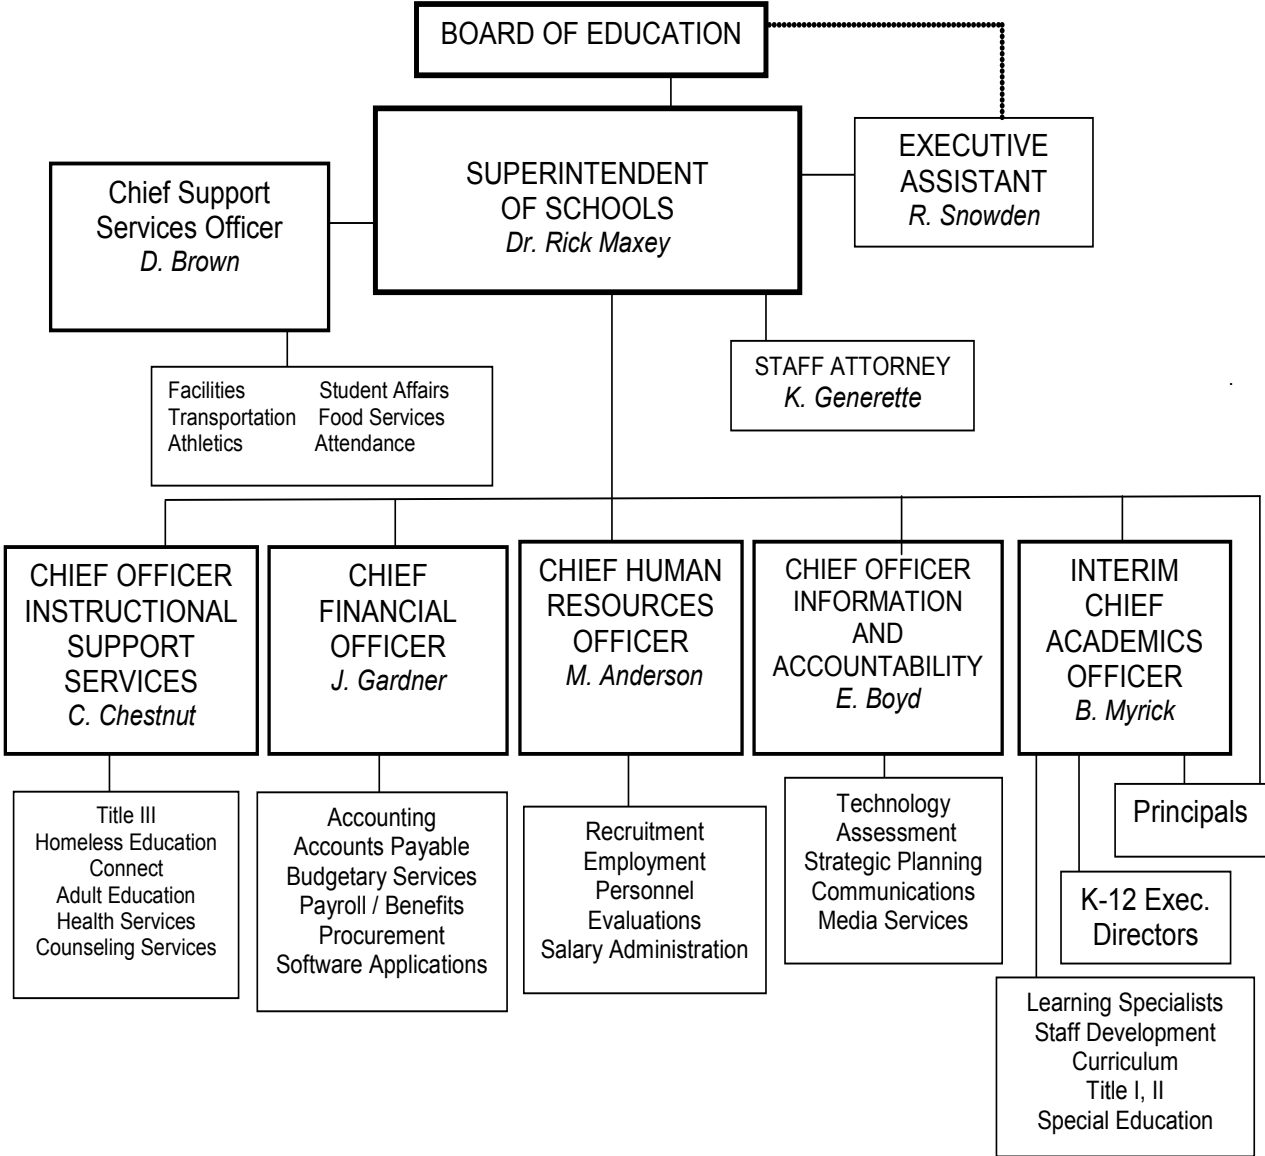 BOARD OF EDUCATION
SUPERINTENDENT
OF SCHOOLS
Dr. Rick Maxey
EXECUTIVE
ASSISTANT
R. Snowden
Chief Support
Services Officer
D. Brown
STAFF ATTORNEY
K. Generette
Facilities Student Affairs
Transportation Food Services
Athletics Attendance
CHIEF OFFICER
INSTRUCTIONAL
SUPPORT
SERVICES
C. Chestnut
CHIEF
FINANCIAL
OFFICER
J. Gardner
CHIEF HUMAN
RESOURCES
OFFICER
M. Anderson
CHIEF OFFICER
INFORMATION
AND
ACCOUNTABILITY
E. Boyd
INTERIM
CHIEF
ACADEMICS
OFFICER
B. Myrick
Title III
Homeless Education
Connect
Adult Education
Health Services
Counseling Services
Accounting
Accounts Payable
Budgetary Services
Payroll / Benefits
Procurement
Software Applications
Recruitment
Employment
Personnel
Evaluations
Salary Administration
Technology
Assessment
Strategic Planning
Communications
Media Services
Principals
K-12 Exec.
Directors
Learning Specialists
Staff Development
Curriculum
Title I, II
Special Education